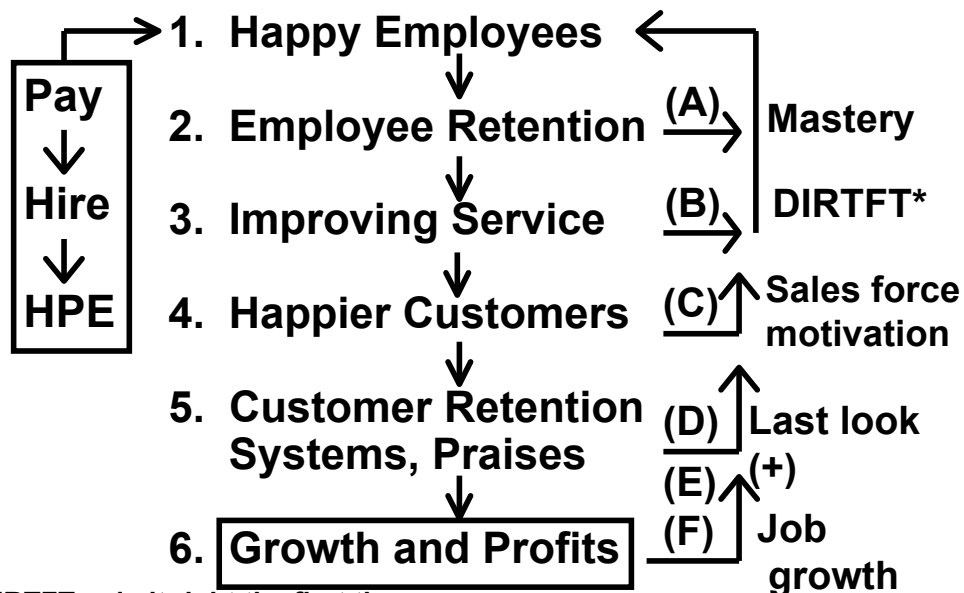 1. Happy Employees
Pay
Hire
HPE
2. Employee Retention
(A)
Mastery
3. Improving Service
(B)
DIRTFT*
4. Happier Customers
(C)
Sales force
motivation
5. Customer Retention
Systems, Praises
(D)
Last look
(+)
(E)
6. Growth and Profits
(F)
Job
growth